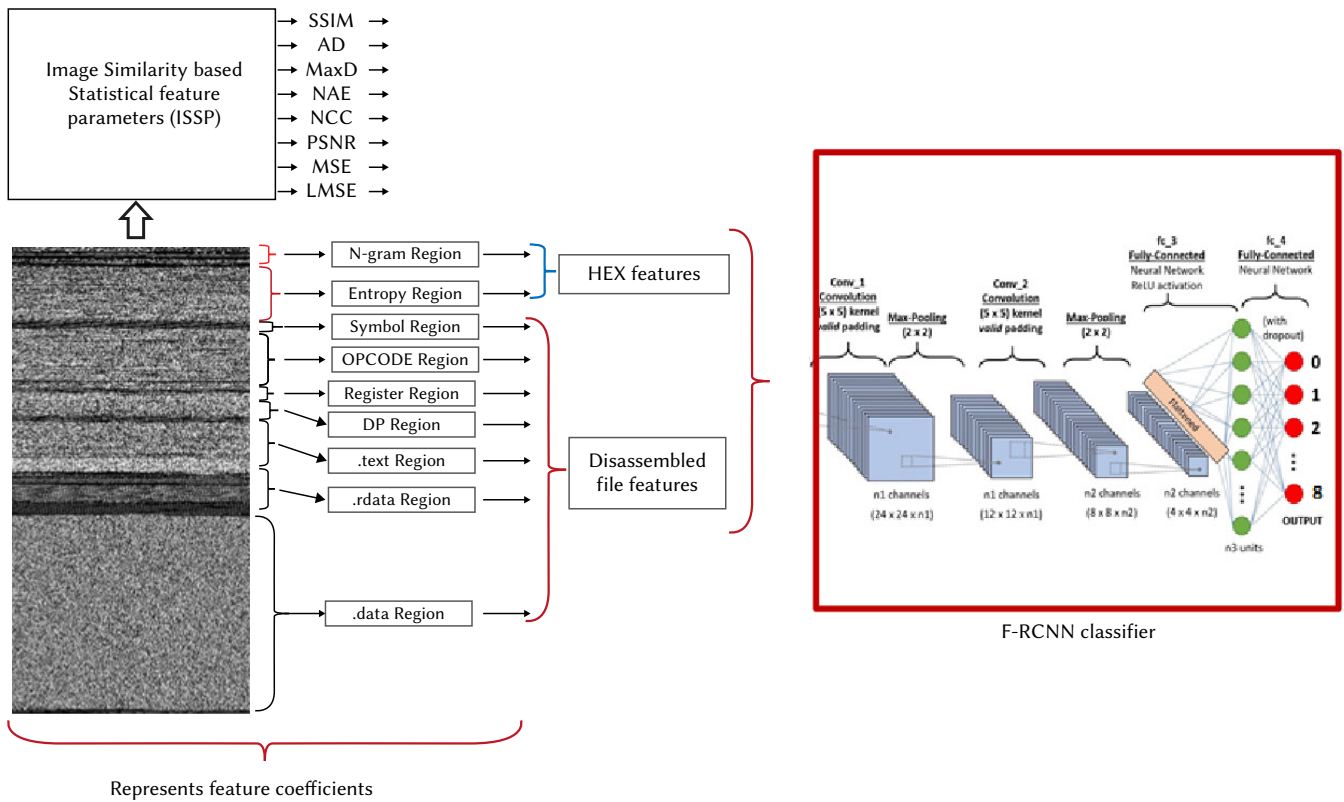 Image Similarity based
Statistical feature
parameters (ISSP)
SSIM
AD
MaxD
NAE
NCC
PSNR
MSE
LMSE
N-gram Region
Entropy Region
Symbol Region
OPCODE Region
Register Region
DP Region
.text Region
.rdata Region
.data Region
HEX features
Disassembled
file features
Represents feature coefficients
Conv_1
Convolution
(5 x 5) kernel
valid padding
Max-Pooling
(2 x 2)
Conv_2
Convolution
(5 x 5) kernel
valid padding
Max-Pooling
(2 x 2)
fc_3
Fully-Connected
Neural Network
ReLU activation
fc_4
Fully-Connected
Neural Network
(with
dropout)
Flattened
0
1
2
8
OUTPUT
n1 channels
(24 x 24 x n1)
n1 channels
(12 x 12 x n1)
n2 channels
(8 x 8 x n2)
n2 channels
(4 x 4 x n2)
n3 units
F-RCNN classifier